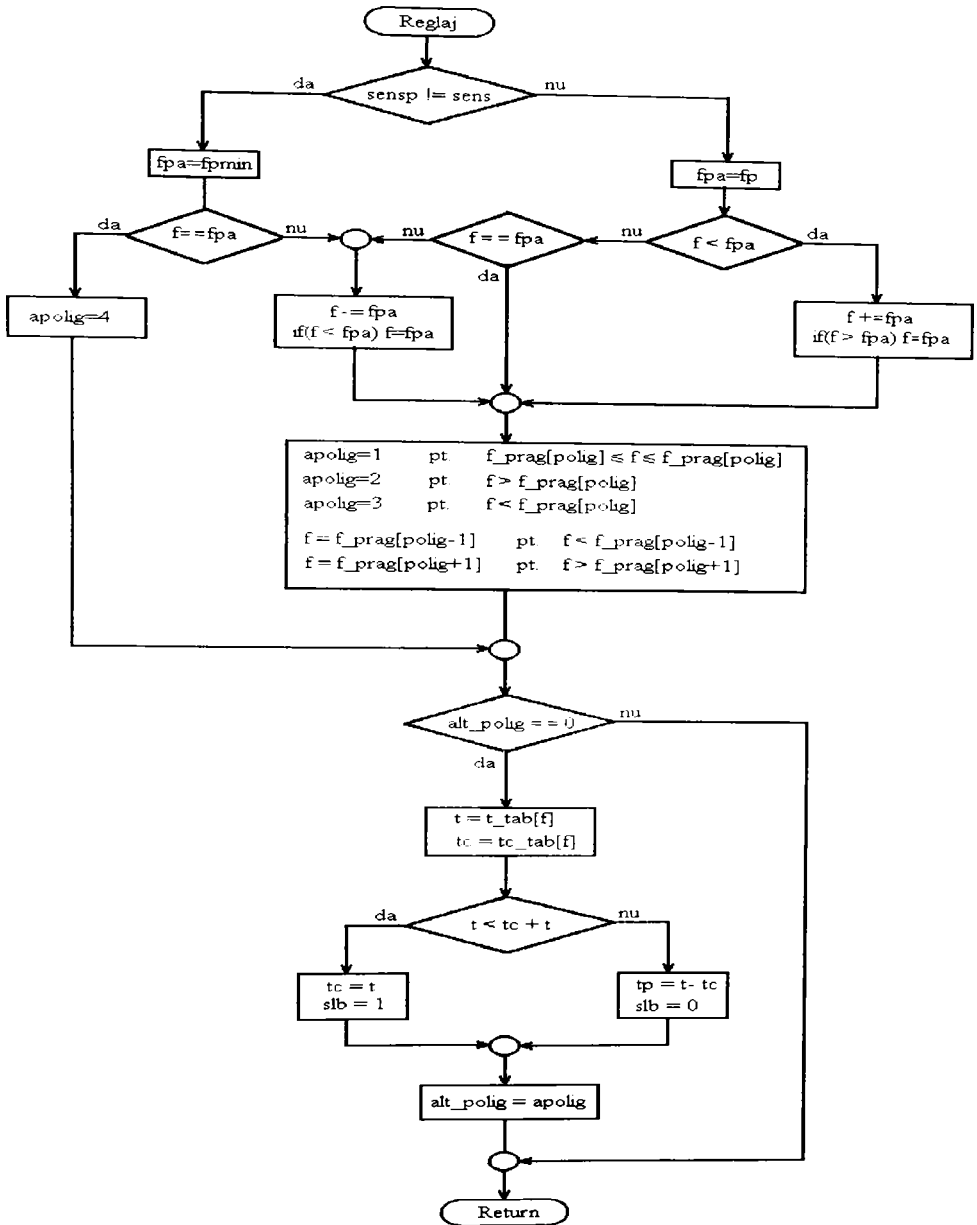 Reglaj
da
sensp != sens
nu
fpa=fpmin
fpa=fp
da
f==fpa
nu
nu
f==fpa
nu
f < fpa
da
da
apolig=4
f -= fpa
if(f < fpa) f=fpa
f +=fpa
if(f > fpa) f=fpa
apolig=1 pt. f_prag[polig] ≤ f ≤ f_prag[polig]
apolig=2 pt. f > f_prag[polig]
apolig=3 pt. f < f_prag[polig]
f = f_prag[polig-1] pt. f < f_prag[polig-1]
f = f_prag[polig+1] pt. f > f_prag[polig+1]
alt_polig == 0
nu
da
t = t_tab[f]
tc = tc_tab[f]
da
t < tc + t
nu
tc = t
slb = 1
tp = t- tc
slb = 0
alt_polig = apolig
Return